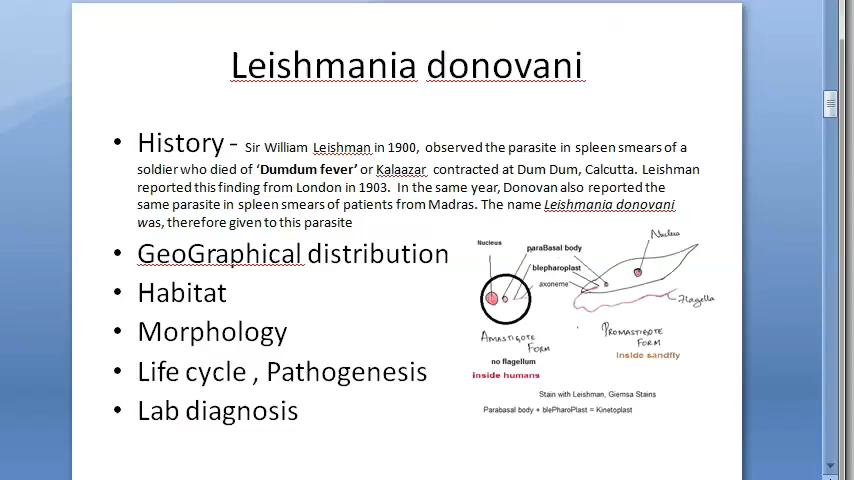 Leishmania donovani
• History - Sir William Leishman in 1900, observed the parasite in spleen smears of a
soldier who died of ‘Dumdum fever’ or Kalaazar contracted at Dum Dum, Calcutta. Leishman
reported this finding from London in 1903. In the same year, Donovan also reported the
same parasite in spleen smears of patients from Madras. The name Leishmania donovani
was, therefore given to this parasite
• GeoGraphical distribution
• Habitat
• Morphology
• Life cycle , Pathogenesis
• Lab diagnosis
Nucleus
paraBasal body
blepharoplast
axoneme
Nucleus
Flagella
AMASTIGOTE
FORM
no flagellum
inside humans
PROMASTIGOTE
FORM
inside sandfly
Stain with Leishman, Giemsa Stains
Parabasal body + blePharoPlast = Kinetoplast